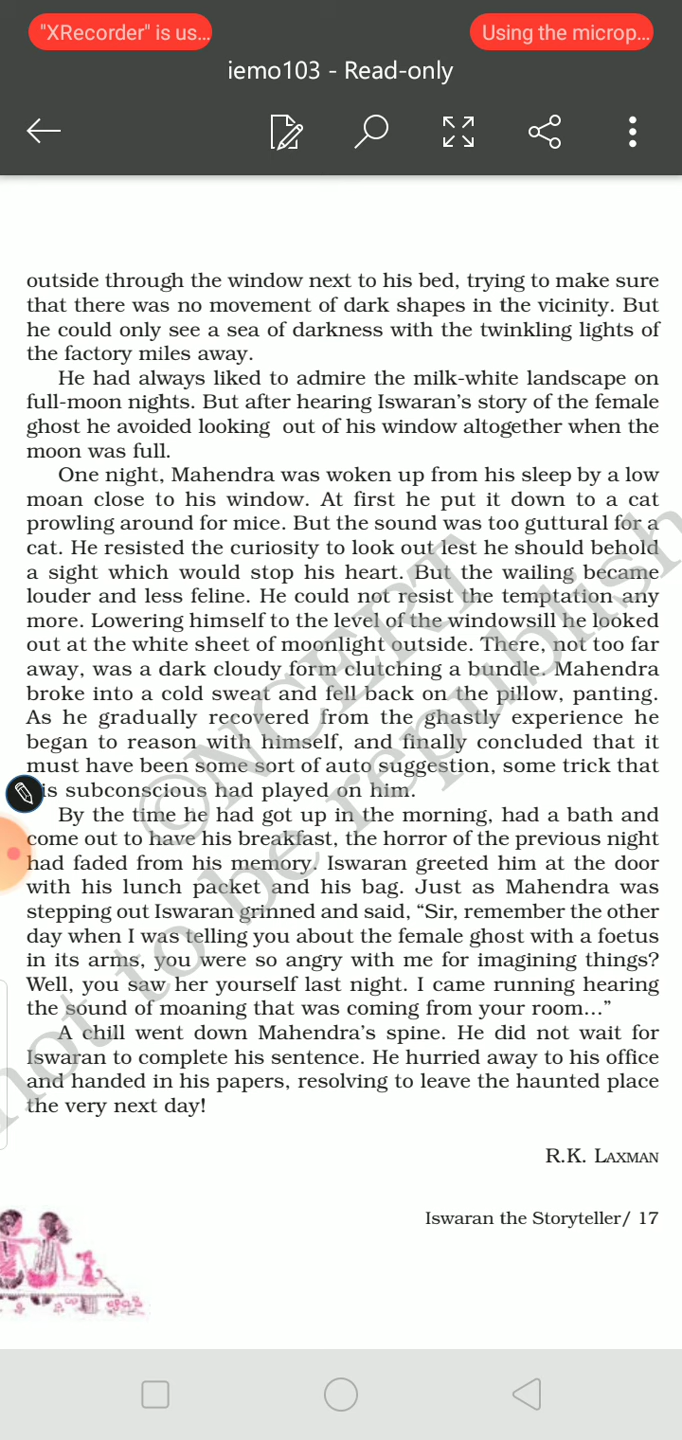 "XRecorder" is us...
Using the microp...
iemo103 - Read-only
outside through the window next to his bed, trying to make sure
that there was no movement of dark shapes in the vicinity. But
he could only see a sea of darkness with the twinkling lights of
the factory miles away.
He had always liked to admire the milk-white landscape on
full-moon nights. But after hearing Iswaran's story of the female
ghost he avoided looking out of his window altogether when the
moon was full.
One night, Mahendra was woken up from his sleep by a low
moan close to his window. At first he put it down to a cat
prowling around for mice. But the sound was too guttural for a
cat. He resisted the curiosity to look out lest he should behold
a sight which would stop his heart. But the wailing became
louder and less feline. He could not resist the temptation any
more. Lowering himself to the level of the windowsill he looked
out at the white sheet of moonlight outside. There, not too far
away, was a dark cloudy form clutching a bundle. Mahendra
broke into a cold sweat and fell back on the pillow, panting.
As he gradually recovered from the ghastly experience he
began to reason with himself, and finally concluded that it
must have been some sort of auto suggestion, some trick that
is subconscious had played on him.
By the time he had got up in the morning, had a bath and
come out to have his breakfast, the horror of the previous night
had faded from his memory. Iswaran greeted him at the door
with his lunch packet and his bag. Just as Mahendra was
stepping out Iswaran grinned and said, “Sir, remember the other
day when I was telling you about the female ghost with a foetus
in its arms, you were so angry with me for imagining things?
Well, you saw her yourself last night. I came running hearing
the sound of moaning that was coming from your room...”
A chill went down Mahendra's spine. He did not wait for
Iswaran to complete his sentence. He hurried away to his office
and handed in his papers, resolving to leave the haunted place
the very next day!
R.K. LAXMAN
Iswaran the Storyteller/ 17
©NCERT
not to be republish